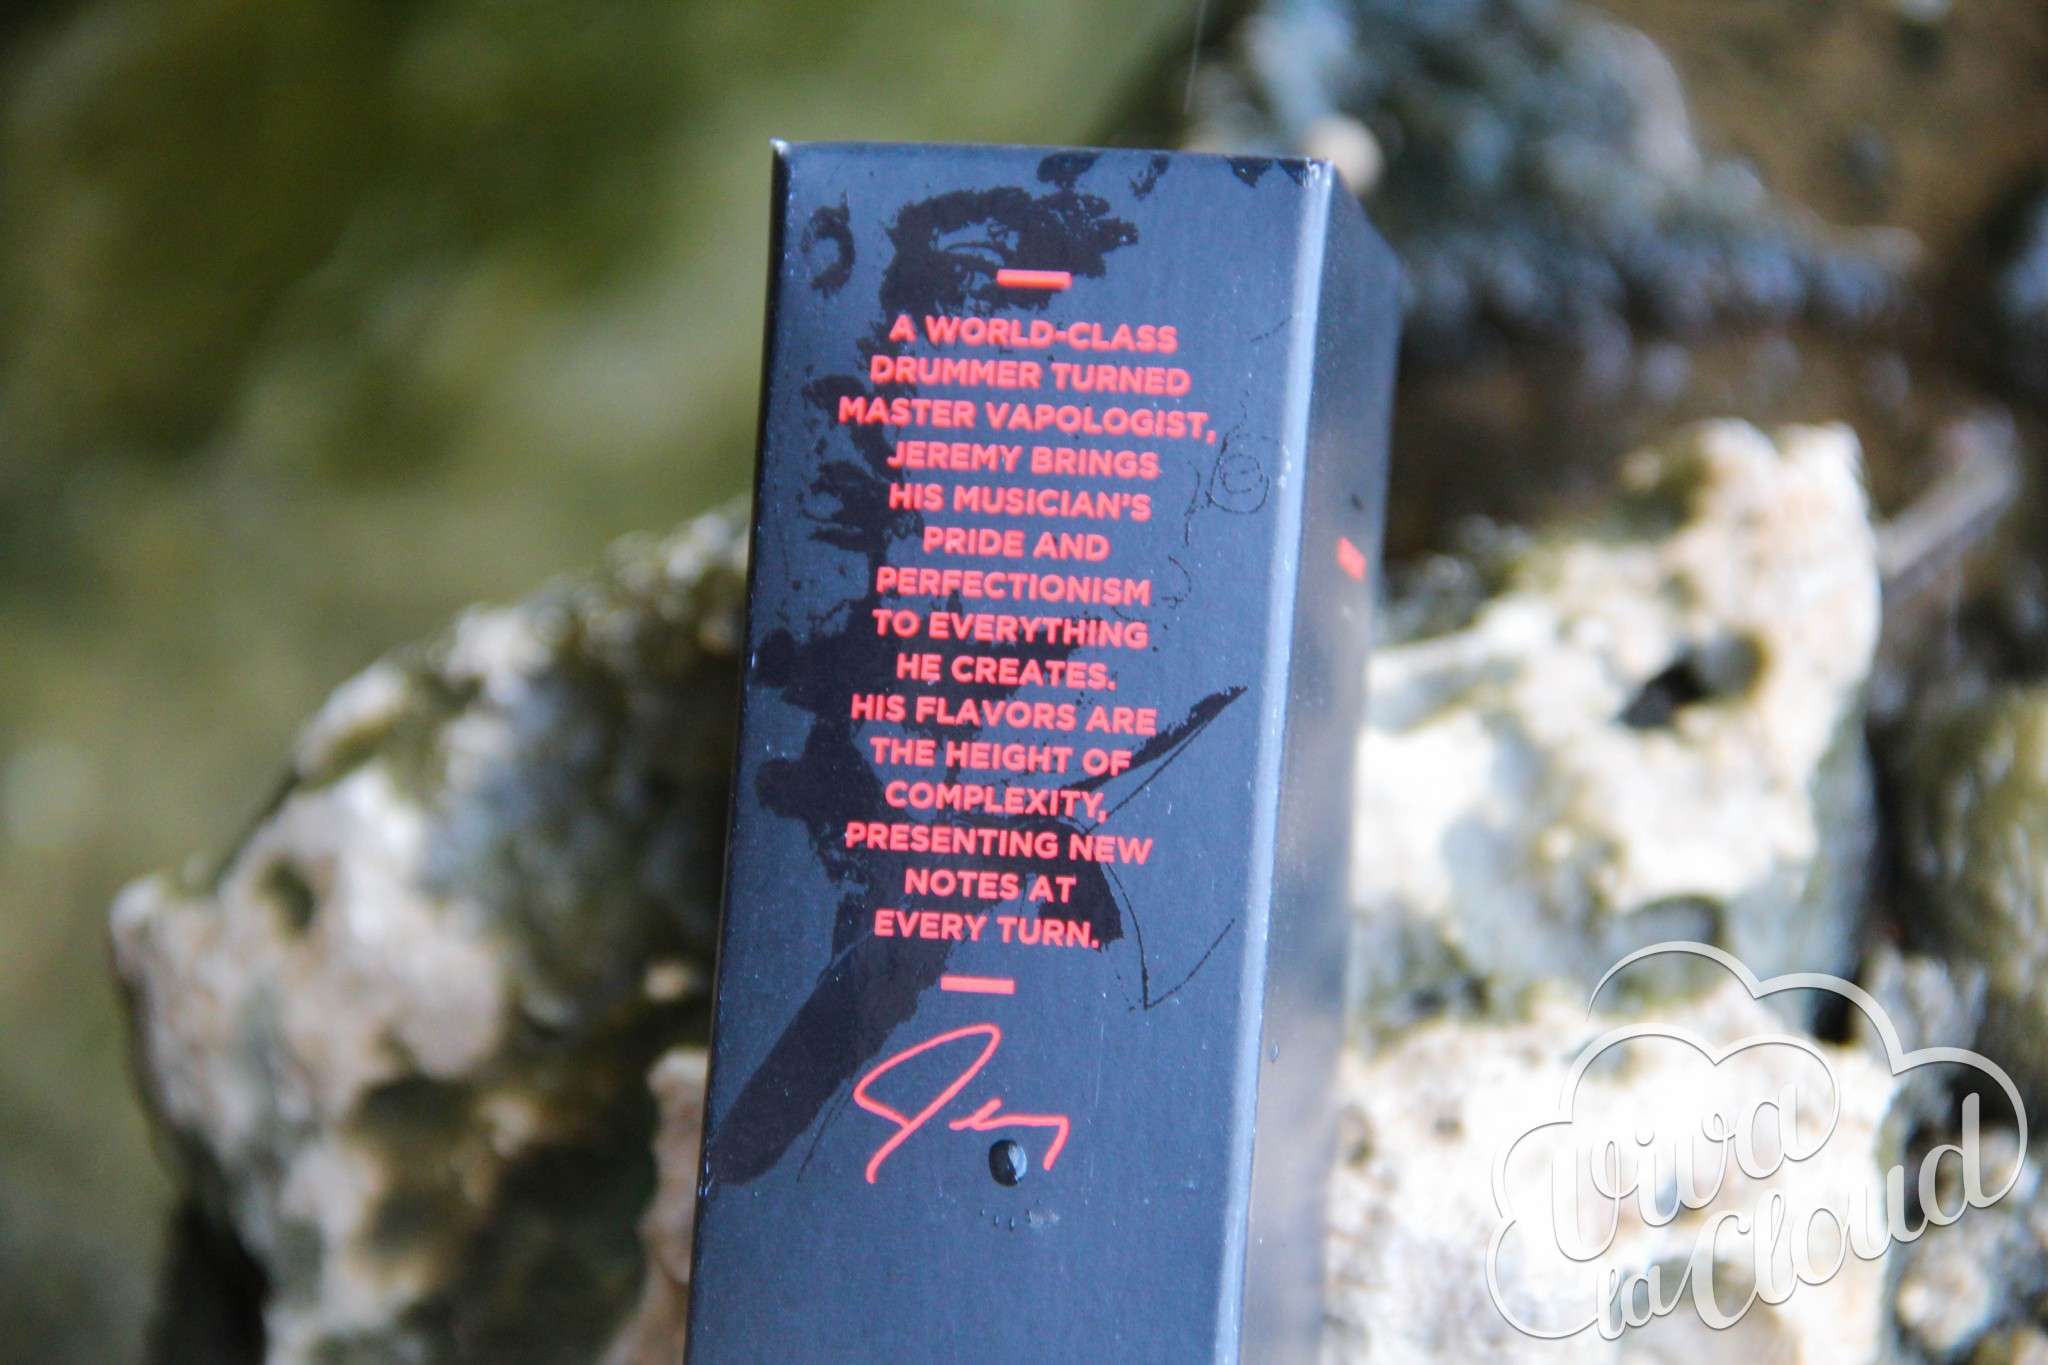 A WORLD-CLASS
DRUMMER TURNED
MASTER VAPOLOGIST,
JEREMY BRINGS
HIS MUSICIAN'S
PRIDE AND
PERFECTIONISM
TO EVERYTHING
HE CREATES.
HIS FLAVORS ARE
THE HEIGHT OF
COMPLEXITY,
PRESENTING NEW
NOTES AT
EVERY TURN.
Viva
la Cloud